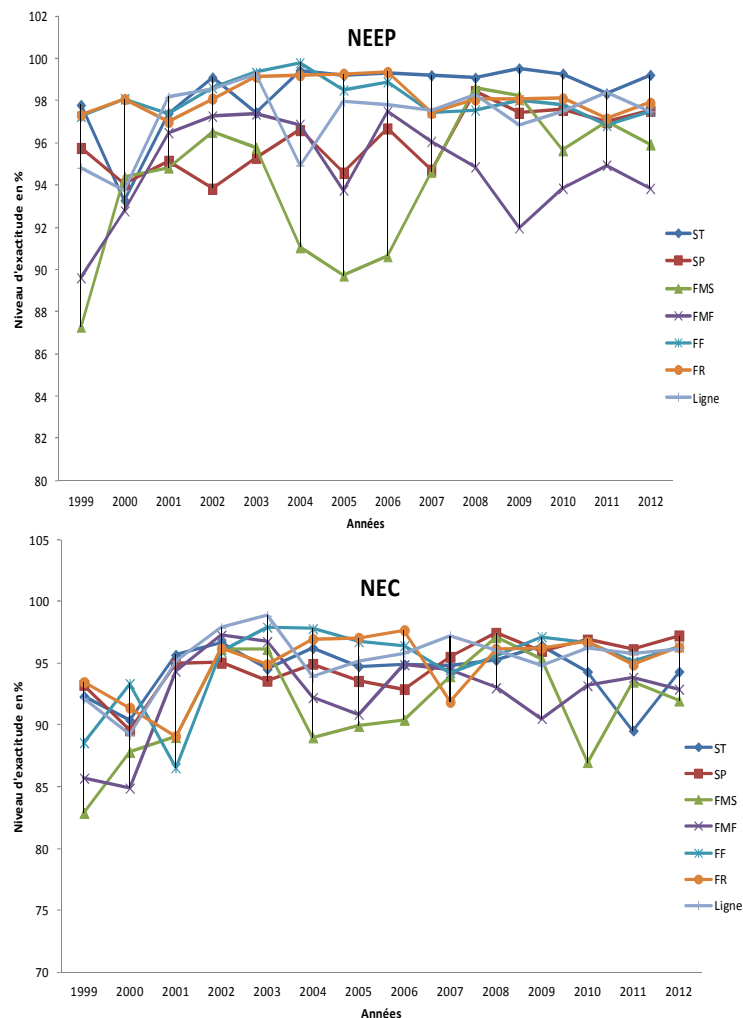 NEEP
Niveau d'exactitude en %
102
100
98
96
94
92
90
88
86
84
82
80
1999 2000 2001 2002 2003 2004 2005 2006 2007 2008 2009 2010 2011 2012
Années
ST
SP
FMS
FMF
FF
FR
Ligne
NEC
Niveau d'exactitude en %
105
100
95
90
85
80
75
70
1999 2000 2001 2002 2003 2004 2005 2006 2007 2008 2009 2010 2011 2012
Années
ST
SP
FMS
FMF
FF
FR
Ligne